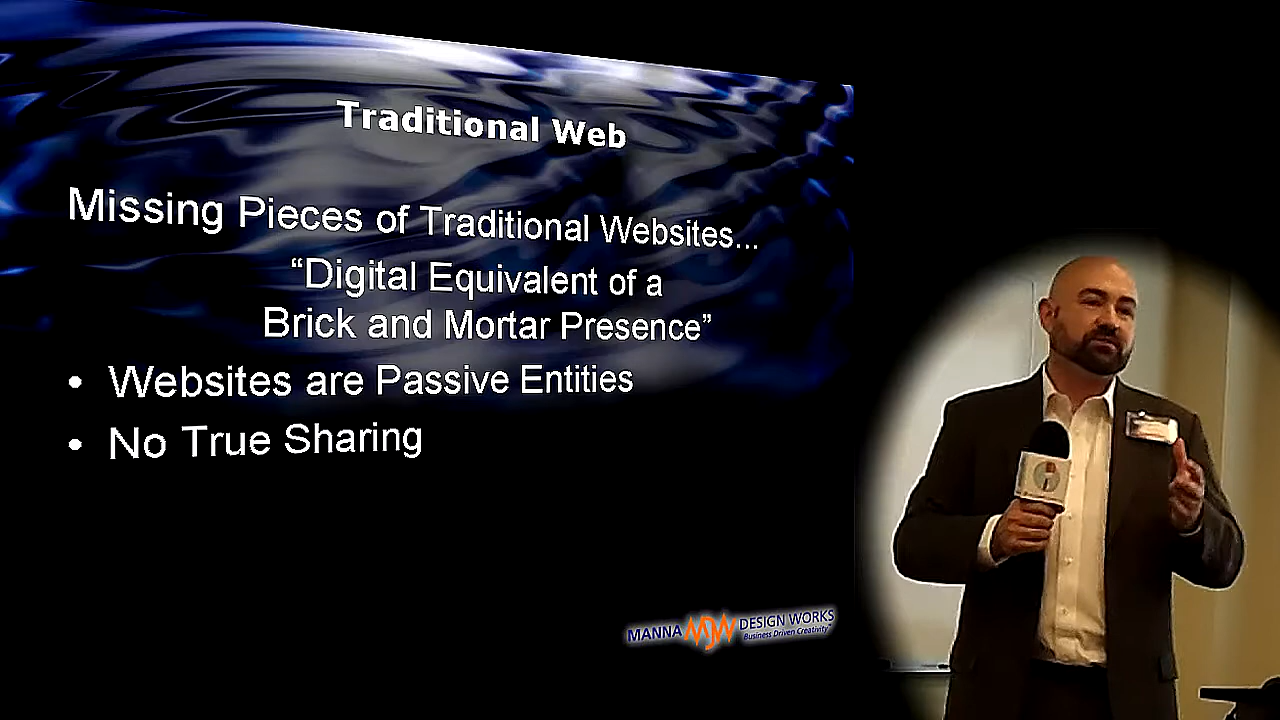 Traditional Web
Missing Pieces of Traditional Websites...
“Digital Equivalent of a
Brick and Mortar Presence”
• Websites are Passive Entities
• No True Sharing
MANNA MDW DESIGN WORKS
Business Driven Creativity